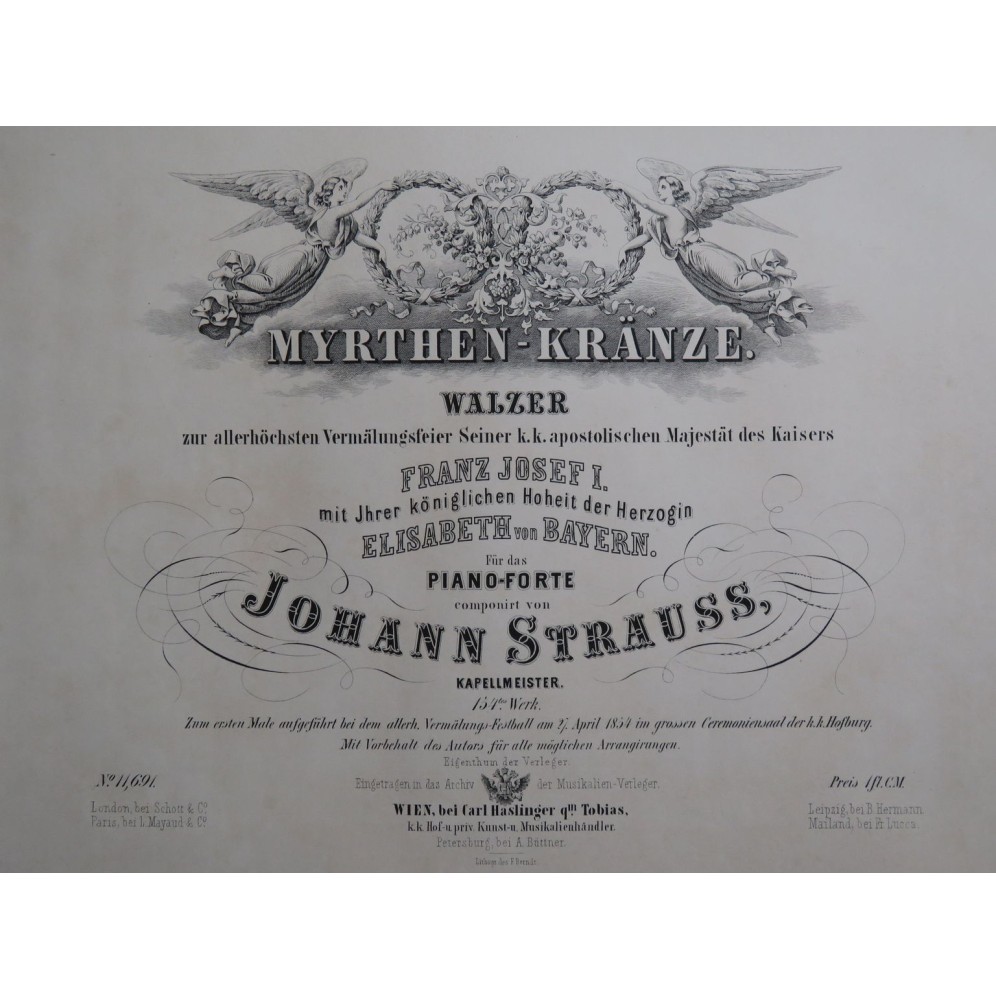 MYRTHEN-KRÄNZE.
WALZER
zur allerhöchsten Vermälungsfeier Seiner k.k. apostolischen Majestät des Kaisers
FRANZ JOSEF I.
mit Jhrer königlichen Hoheit der Herzogin
ELISABETH von BAYERN.
Für das
PIANO-FORTE
componirt von
JOHANN STRAUSS,
KAPELLMEISTER.
154tes Werk.
Zum ersten Male aufgeführt bei dem allerh. Vermälungs-Festball am 27. April 1854 im grossen Ceremoniensaal der k.k. Hofburg.
Mit Vorbehalt des Autors für alle möglichen Arrangirungen.
Eigenthum der Verleger.
No 11,691. Eingetragen in das Archiv der Musikalien-Verleger. Preis 1 fl. C.M.
London, bei Schott & Co. WIEN, bei Carl Haslinger qm Tobias, Leipzig, bei B. Hermann.
Paris, bei L. Mayaud & Co. k.k. Hof-u. priv. Kunst-u. Musikalienhändler. Mailand, bei Fr. Lucca.
Petersburg, bei A. Büttner.